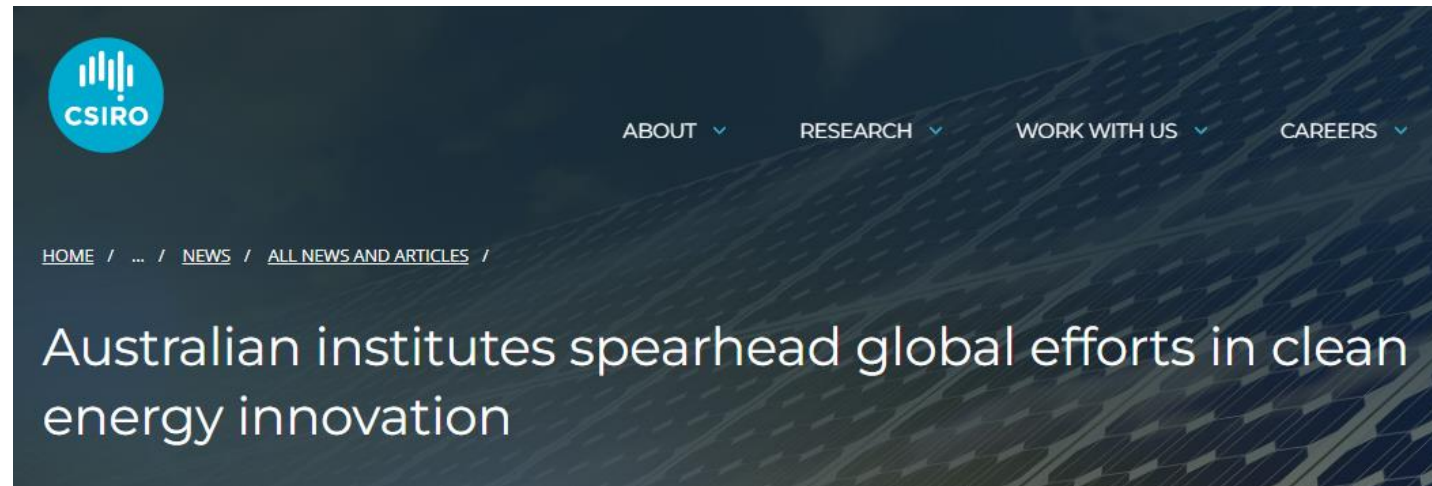 CSIRO
ABOUT RESEARCH WORK WITH US CAREERS
HOME / ... / NEWS / ALL NEWS AND ARTICLES /
Australian institutes spearhead global efforts in clean
energy innovation